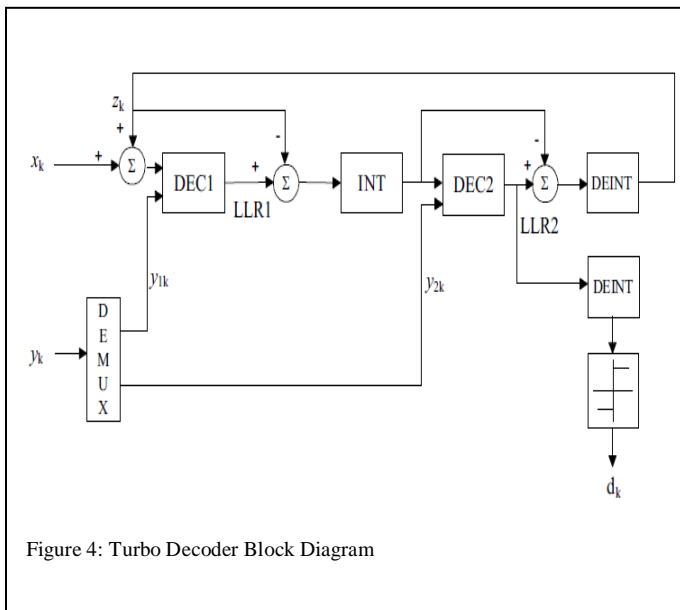 zk
+
-
xk
+
Σ
DEC1
+
Σ
LLR1
INT
DEC2
-
+
Σ
LLR2
DEINT
y1k
y2k
DEINT
yk
D
E
M
U
X
dk
Figure 4: Turbo Decoder Block Diagram